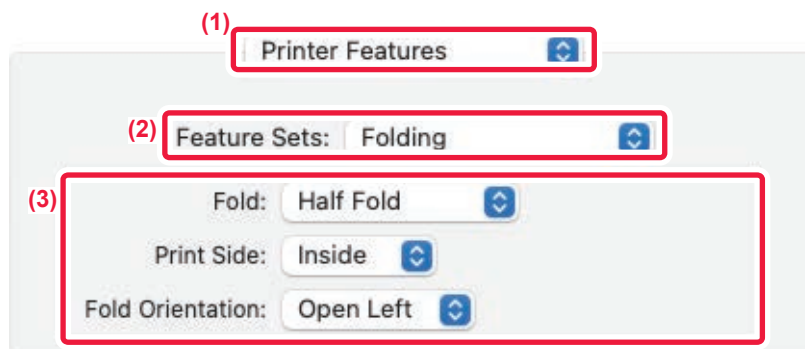 (1)
Printer Features
(2)
Feature Sets: Folding
(3)
Fold: Half Fold
Print Side: Inside
Fold Orientation: Open Left